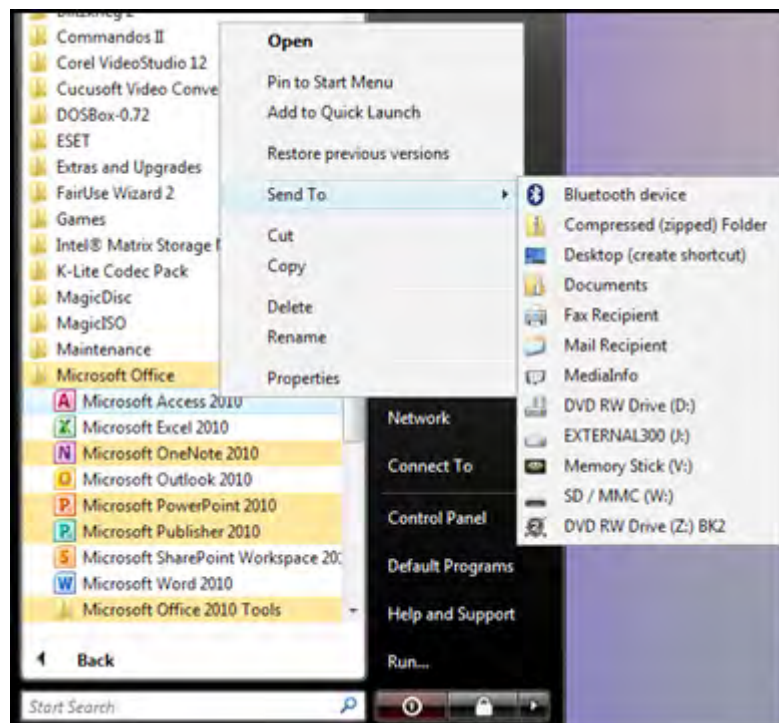 Commandos II
Corel VideoStudio 12
Cucusoft Video Conve
DOSBox-0.72
ESET
Extras and Upgrades
FairUse Wizard 2
Games
Intel® Matrix Storage
K-Lite Codec Pack
MagicDisc
MagicISO
Maintenance
Microsoft Office
Microsoft Access 2010
Microsoft Excel 2010
Microsoft OneNote 2010
Microsoft Outlook 2010
Microsoft PowerPoint 2010
Microsoft Publisher 2010
Microsoft SharePoint Workspace 20
Microsoft Word 2010
Microsoft Office 2010 Tools
Back
Start Search
Open
Pin to Start Menu
Add to Quick Launch
Restore previous versions
Send To
Cut
Copy
Delete
Rename
Properties
Network
Connect To
Control Panel
Default Programs
Help and Support
Run...
Bluetooth device
Compressed (zipped) Folder
Desktop (create shortcut)
Documents
Fax Recipient
Mail Recipient
MediaInfo
DVD RW Drive (D:)
EXTERNAL300 (J:)
Memory Stick (V:)
SD / MMC (W:)
DVD RW Drive (Z:) BK2